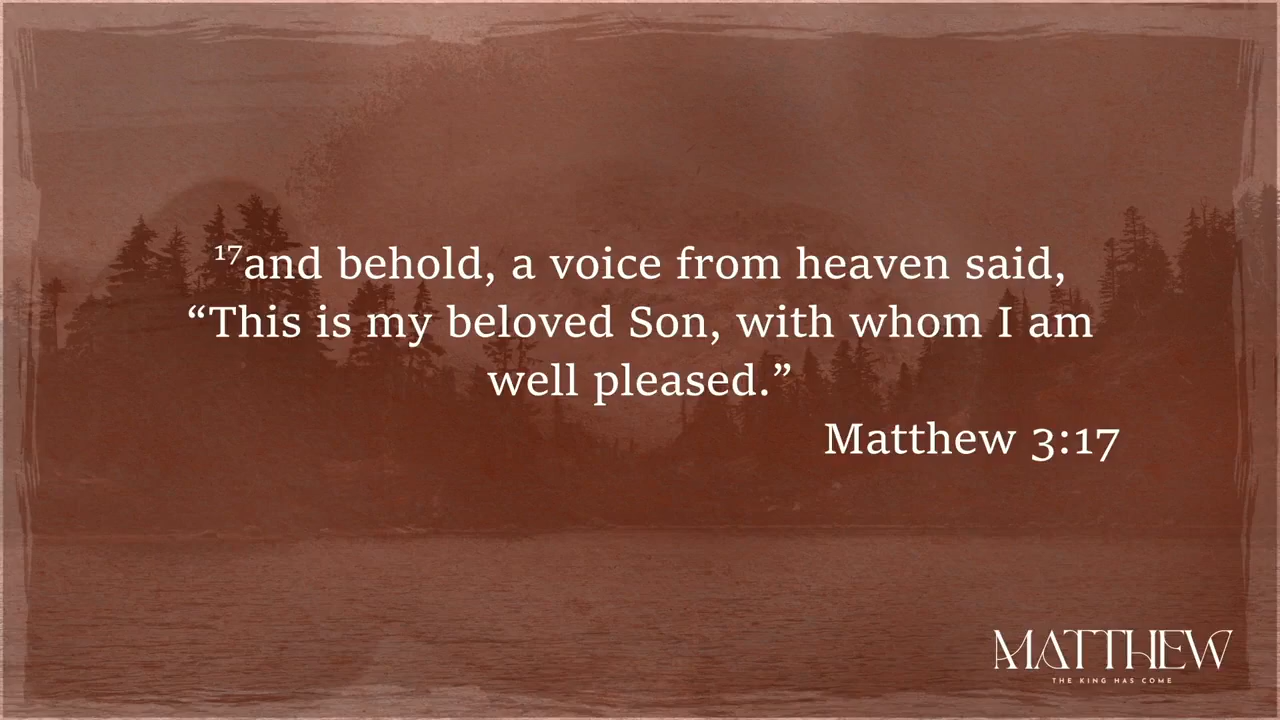 ¹⁷and behold, a voice from heaven said,
“This is my beloved Son, with whom I am
well pleased.”
Matthew 3:17
MATTHEW
THE KING HAS COME